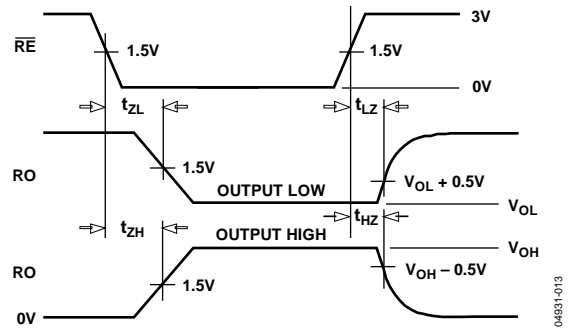 3V
RE
1.5V
1.5V
0V
tZL
tLZ
RO
1.5V
OUTPUT LOW
VOL + 0.5V
VOL
tZH
tHZ
OUTPUT HIGH
VOH
RO
1.5V
VOH – 0.5V
0V
04931-013